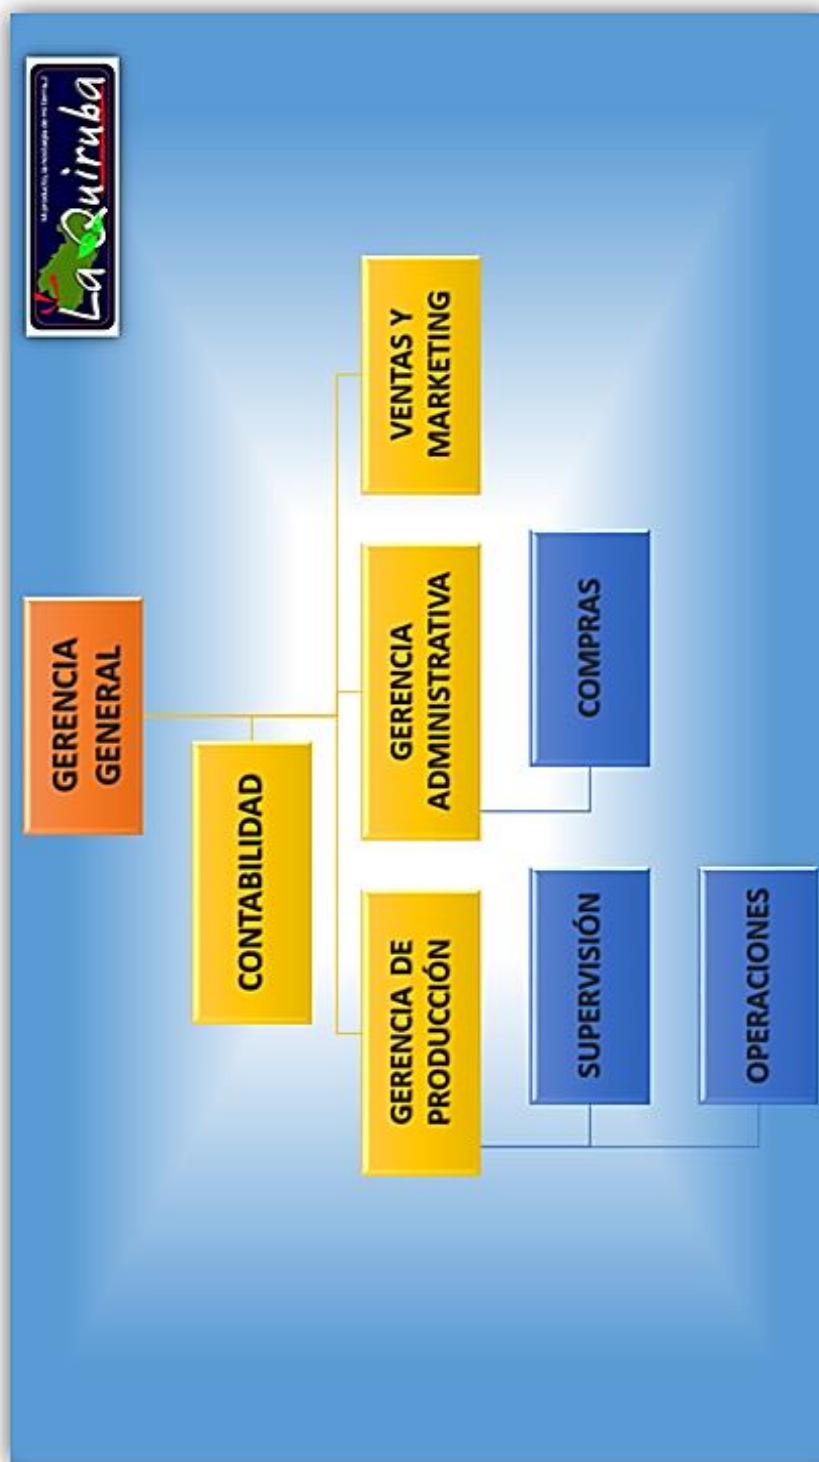 La Quiruba
GERENCIA
GENERAL
CONTABILIDAD
GERENCIA DE
PRODUCCIÓN
GERENCIA
ADMINISTRATIVA
VENTAS Y
MARKETING
SUPERVISIÓN
COMPRAS
OPERACIONES